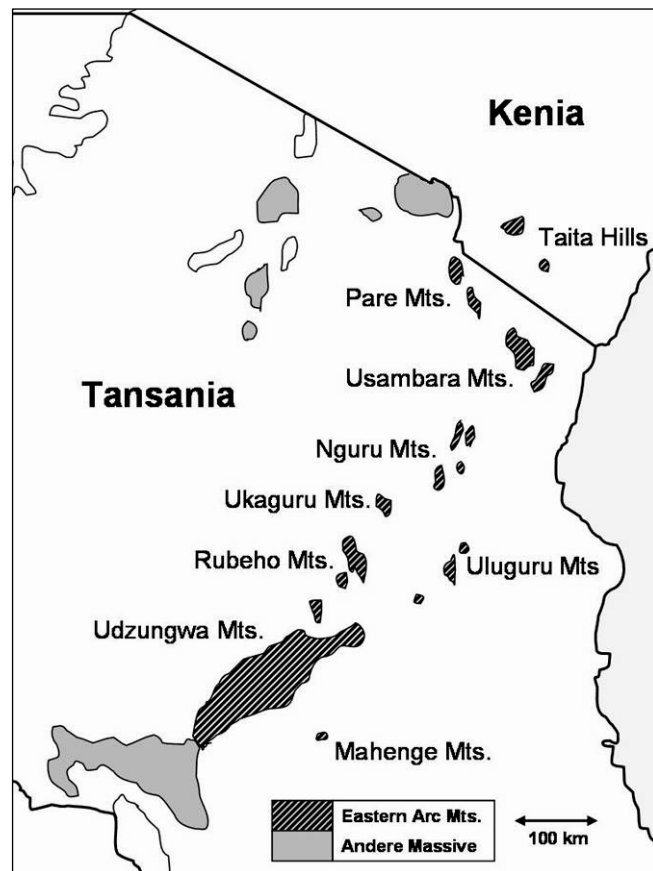 Kenia
Taita Hills
Pare Mts.
Usambara Mts.
Tansania
Nguru Mts.
Ukaguru Mts.
Rubeho Mts.
Uluguru Mts
Udzungwa Mts.
Mahenge Mts.
Eastern Arc Mts.
Andere Massive
100 km